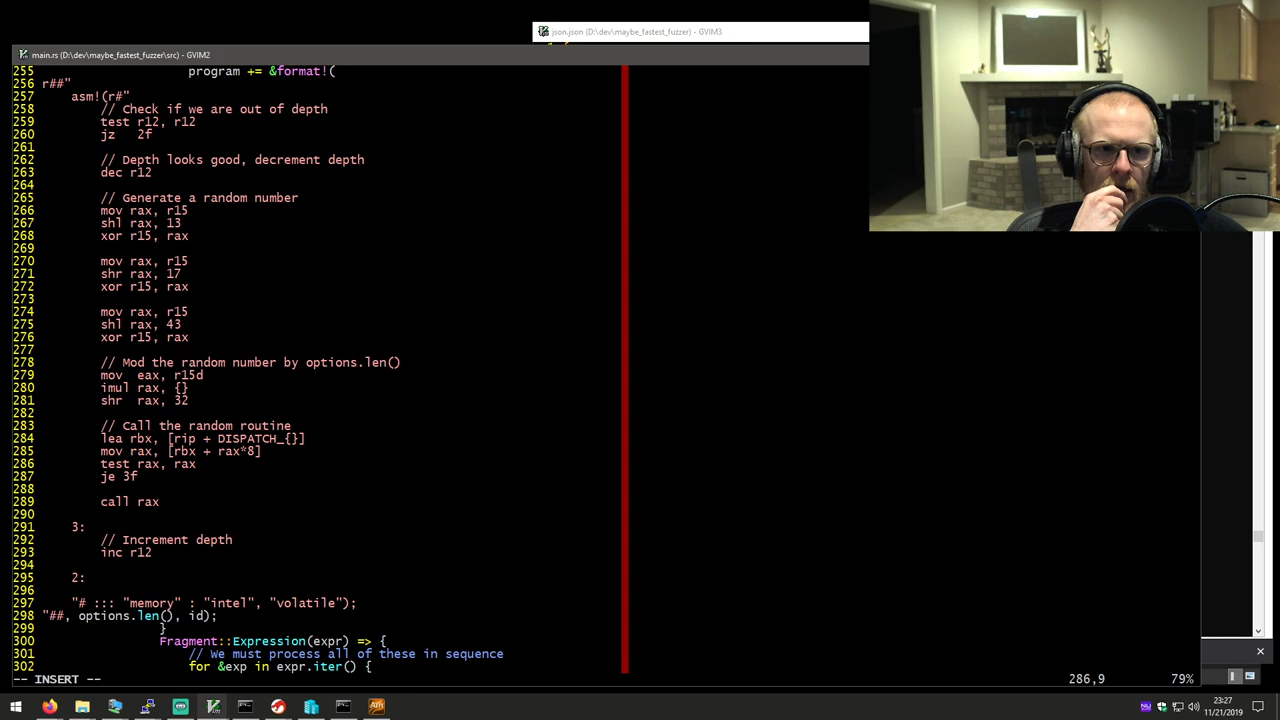 json.json (D:\dev\maybe_fastest_fuzzer) - GVIM3
main.rs (D:\dev\maybe_fastest_fuzzer\src) - GVIM2
255 program += &format!(
256 r##"
257 asm!(r#"
258 // Check if we are out of depth
259 test r12, r12
260 jz 2f
261
262 // Depth looks good, decrement depth
263 dec r12
264
265 // Generate a random number
266 mov rax, r15
267 shl rax, 13
268 xor r15, rax
269
270 mov rax, r15
271 shr rax, 17
272 xor r15, rax
273
274 mov rax, r15
275 shl rax, 43
276 xor r15, rax
277
278 // Mod the random number by options.len()
279 mov eax, r15d
280 imul rax, {}
281 shr rax, 32
282
283 // Call the random routine
284 lea rbx, [rip + DISPATCH_{}]
285 mov rax, [rbx + rax*8]
286 test rax, rax
287 je 3f
288
289 call rax
290
291 3:
292 // Increment depth
293 inc r12
294
295 2:
296
297 "# ::: "memory" : "intel", "volatile");
298 "##, options.len(), id);
299 }
300 Fragment::Expression(expr) => {
301 // We must process all of these in sequence
302 for &exp in expr.iter() {
-- INSERT -- 286,9 79%
23:27
11/21/2019